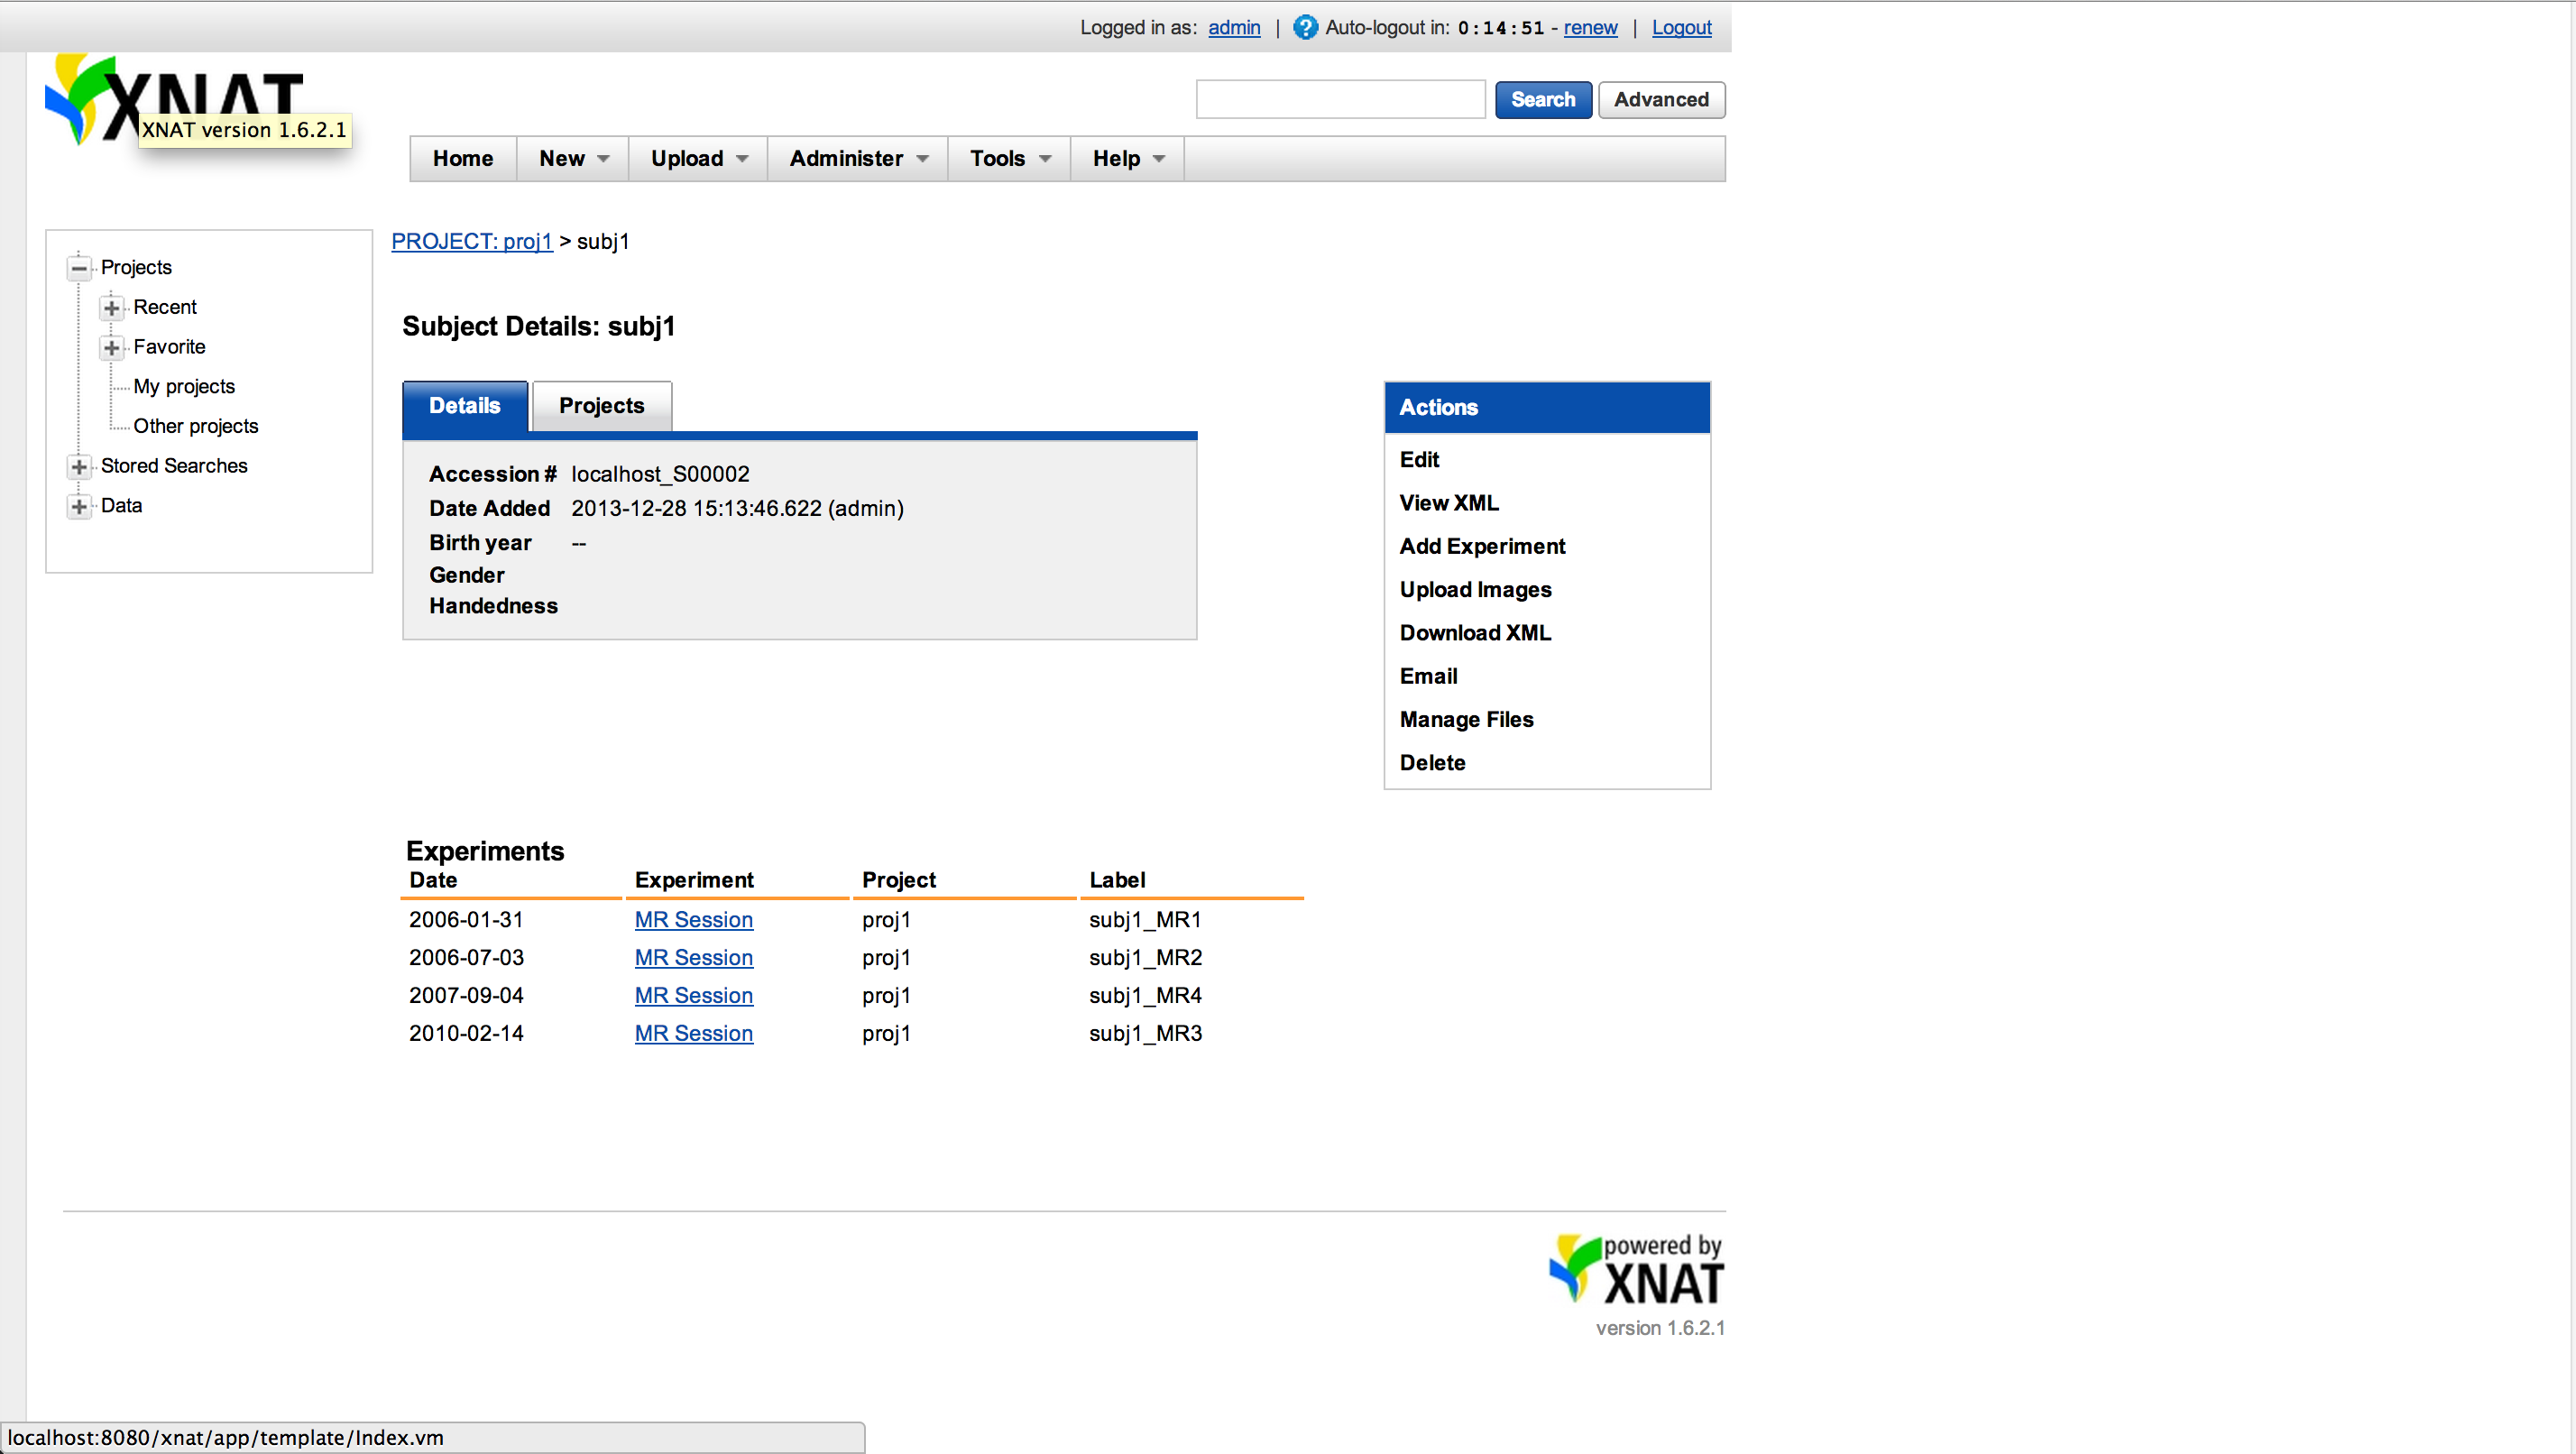 Logged in as: admin | ? Auto-logout in: 0:14:51 - renew | Logout
XNAT
XNAT version 1.6.2.1
Search Advanced
Home New Upload Administer Tools Help
Projects
Recent
Favorite
My projects
Other projects
Stored Searches
Data
PROJECT: proj1 > subj1
Subject Details: subj1
Details Projects
Accession # localhost_S00002
Date Added 2013-12-28 15:13:46.622 (admin)
Birth year --
Gender
Handedness
Actions
Edit
View XML
Add Experiment
Upload Images
Download XML
Email
Manage Files
Delete
Experiments
Date Experiment Project Label
2006-01-31 MR Session proj1 subj1_MR1
2006-07-03 MR Session proj1 subj1_MR2
2007-09-04 MR Session proj1 subj1_MR4
2010-02-14 MR Session proj1 subj1_MR3
powered by
XNAT
version 1.6.2.1
localhost:8080/xnat/app/template/Index.vm